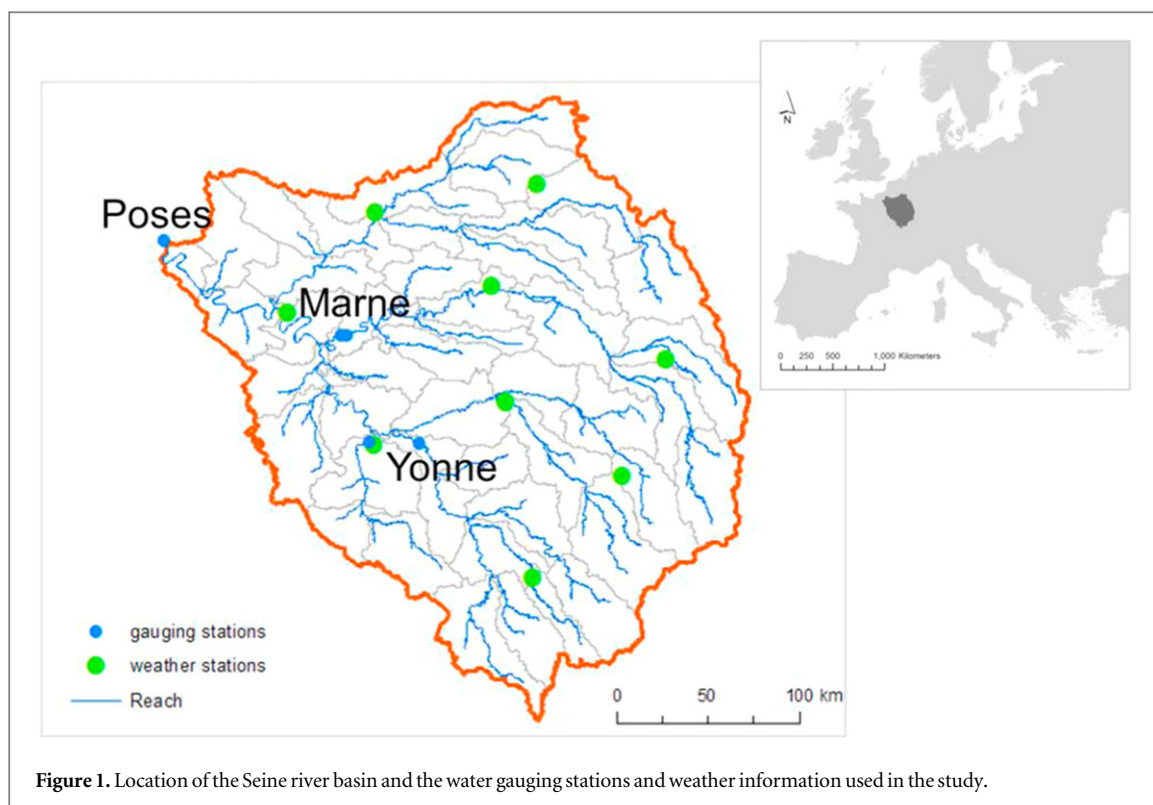 Poses
Marne
Yonne
gauging stations
weather stations
Reach
0 50 100 km
N
0 250 500 1,000 Kilometers
Figure 1. Location of the Seine river basin and the water gauging stations and weather information used in the study.